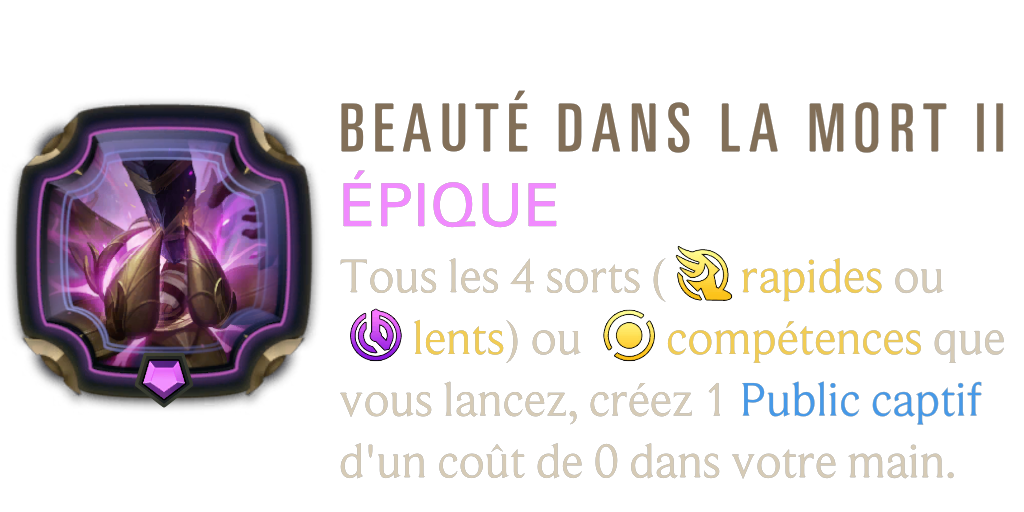 BEAUTÉ DANS LA MORT II
ÉPIQUE
Tous les 4 sorts ( rapides ou
lents) ou compétences que
vous lancez, créez 1 Public captif
d'un coût de 0 dans votre main.